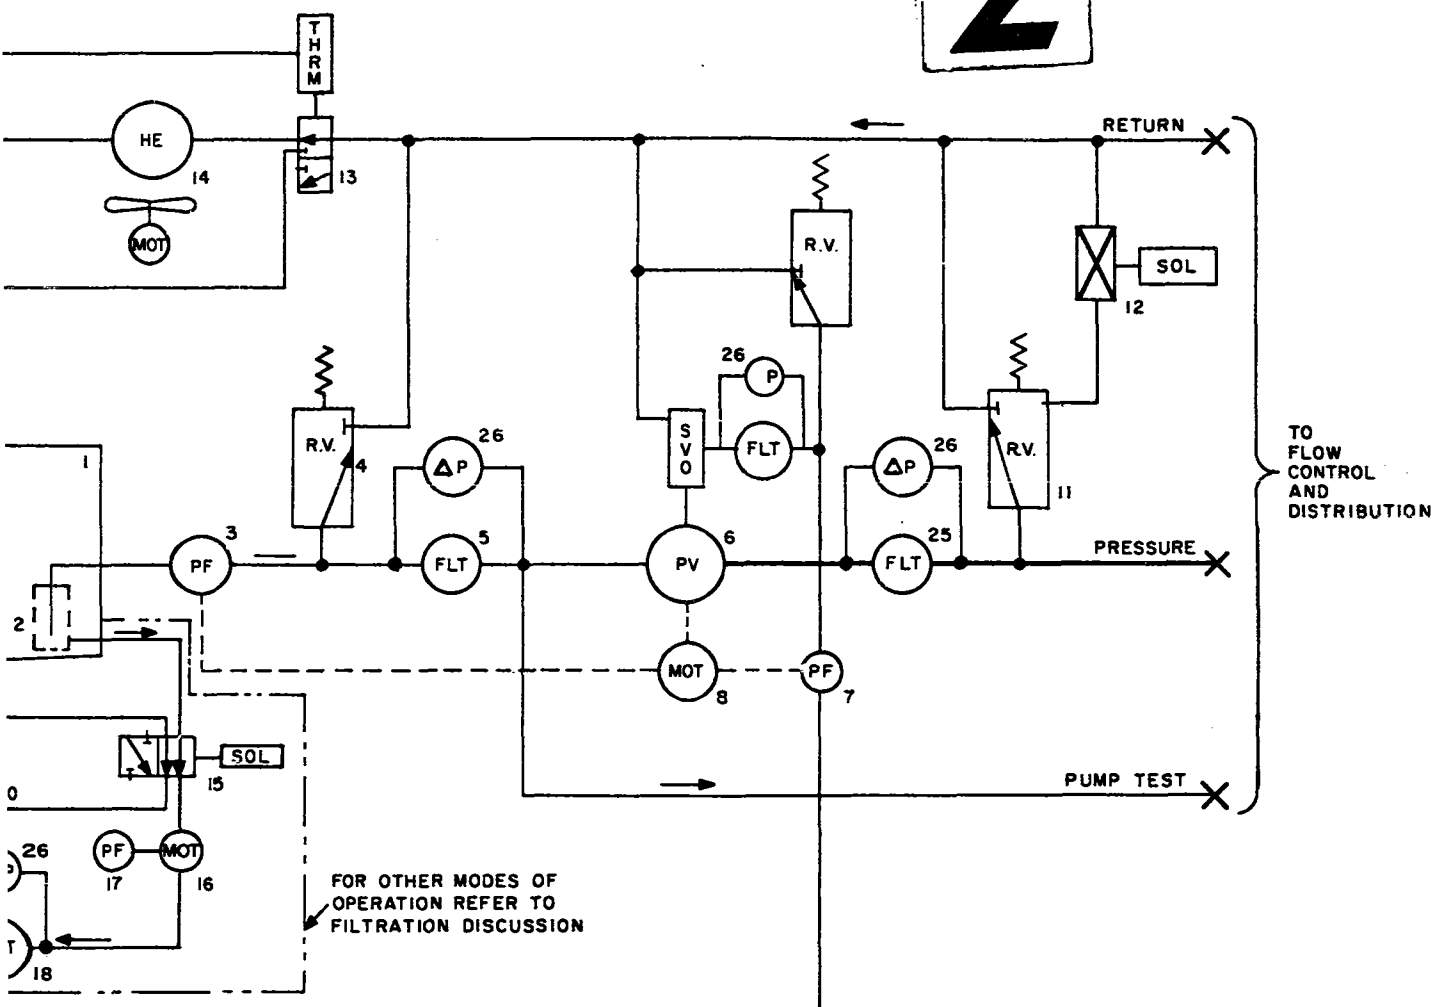 THRM
HE
14
MOT
13
RETURN
R.V.
SOL
12
26
P
R.V.
4
26
ΔP
SVO
FLT
26
ΔP
R.V.
11
TO
FLOW
CONTROL
AND
DISTRIBUTION
1
3
PF
5
FLT
6
PV
25
FLT
PRESSURE
2
MOT
8
PF
7
SOL
15
PUMP TEST
0
26
PF
17
MOT
16
FOR OTHER MODES OF
OPERATION REFER TO
FILTRATION DISCUSSION
T
18